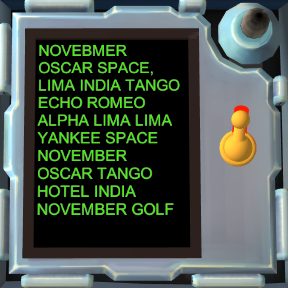 NOVEBMER
OSCAR SPACE,
LIMA INDIA TANGO
ECHO ROMEO
ALPHA LIMA LIMA
YANKEE SPACE
NOVEMBER
OSCAR TANGO
HOTEL INDIA
NOVEMBER GOLF